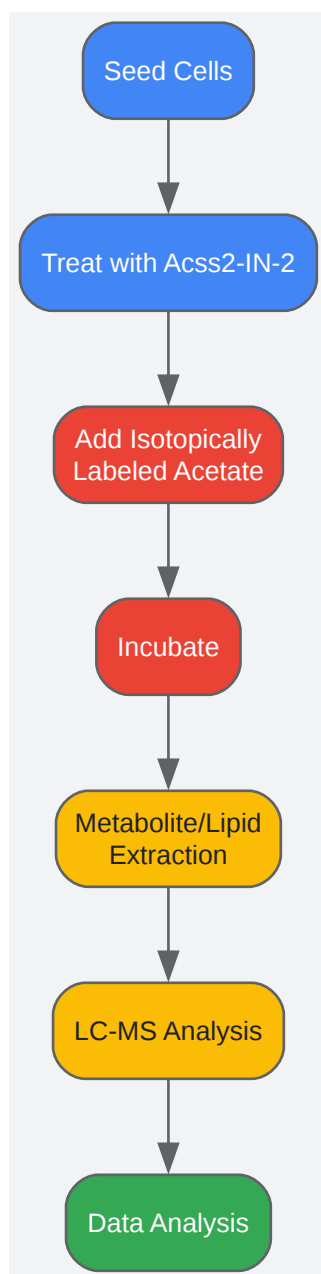 Seed Cells
Treat with Acss2-IN-2
Add Isotopically
Labeled Acetate
Incubate
Metabolite/Lipid
Extraction
LC-MS Analysis
Data Analysis